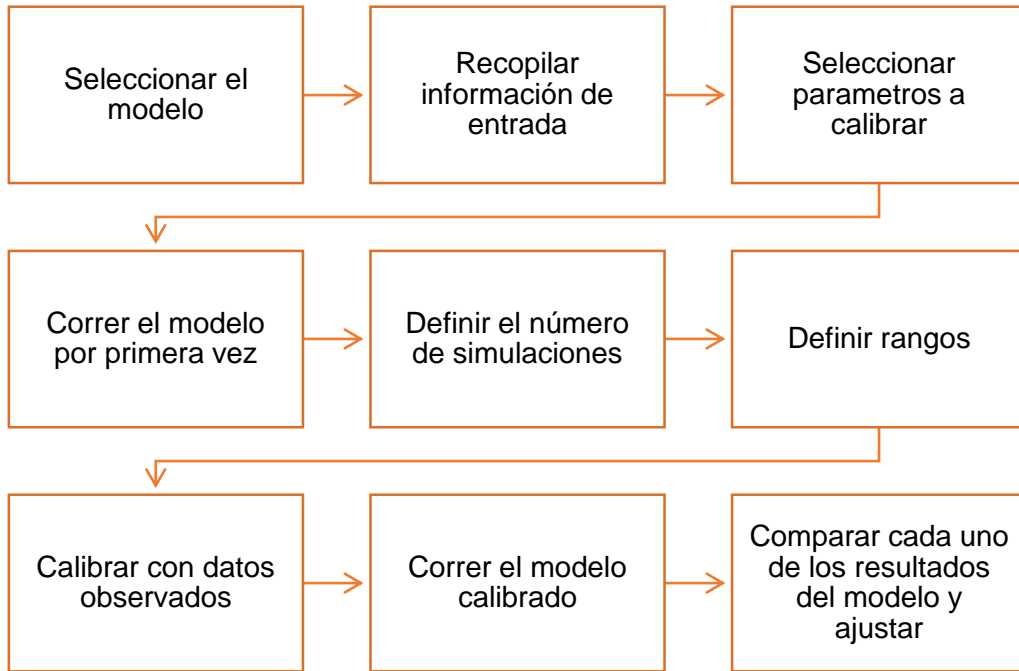 Seleccionar el
modelo
Recopilar
información de
entrada
Seleccionar
parametros a
calibrar
Correr el modelo
por primera vez
Definir el número
de simulaciones
Definir rangos
Calibrar con datos
observados
Correr el modelo
calibrado
Comparar cada uno
de los resultados
del modelo y
ajustar